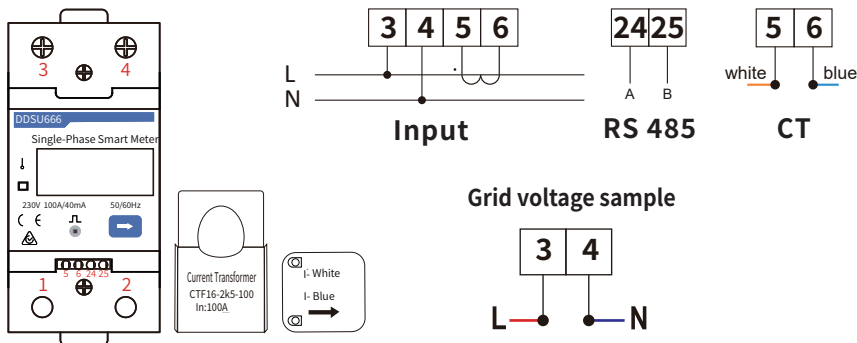 3 4
DDSU666
Single-Phase Smart Meter
230V 100A/40mA 50/60Hz
CE
5 6 24 25
1 2
Current Transformer
CTF16-2k5-100
In:100A
I- White
I- Blue
3 4 5 6
L
N
Input
24 25
A B
RS 485
5 6
white blue
CT
Grid voltage sample
3 4
L N